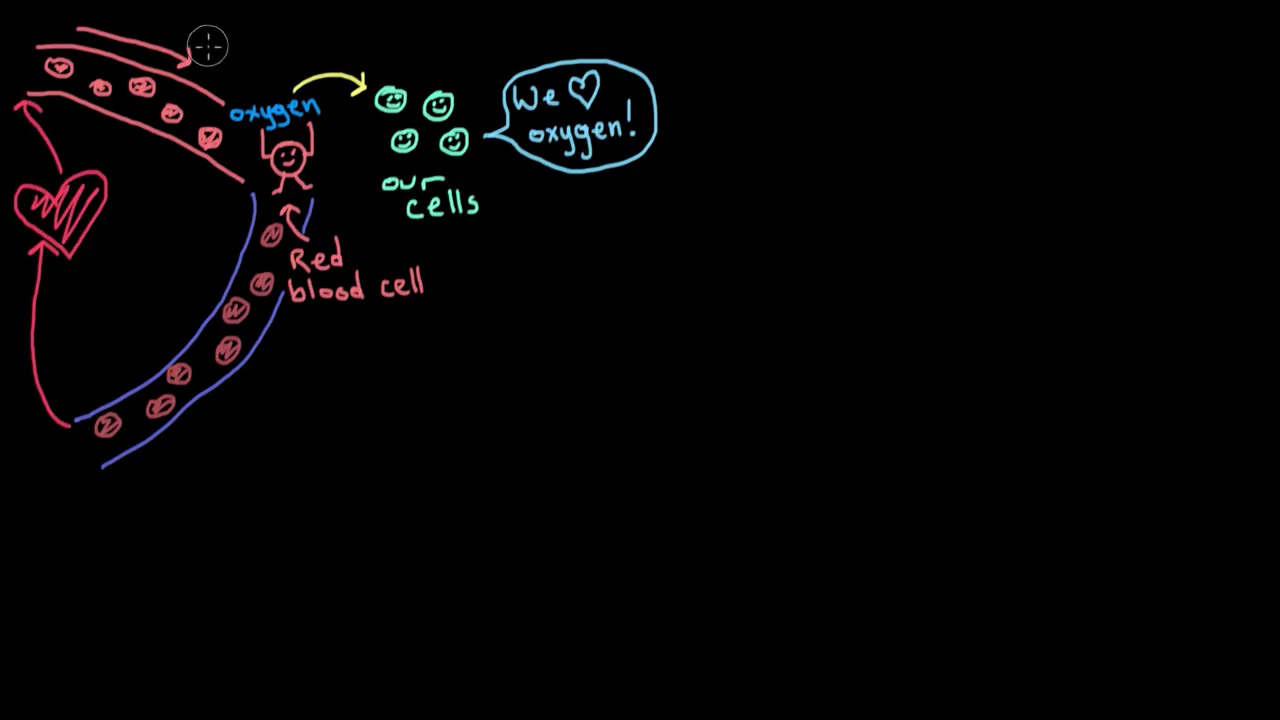 oxygen
We ♡
oxygen!
our
cells
Red
blood cell